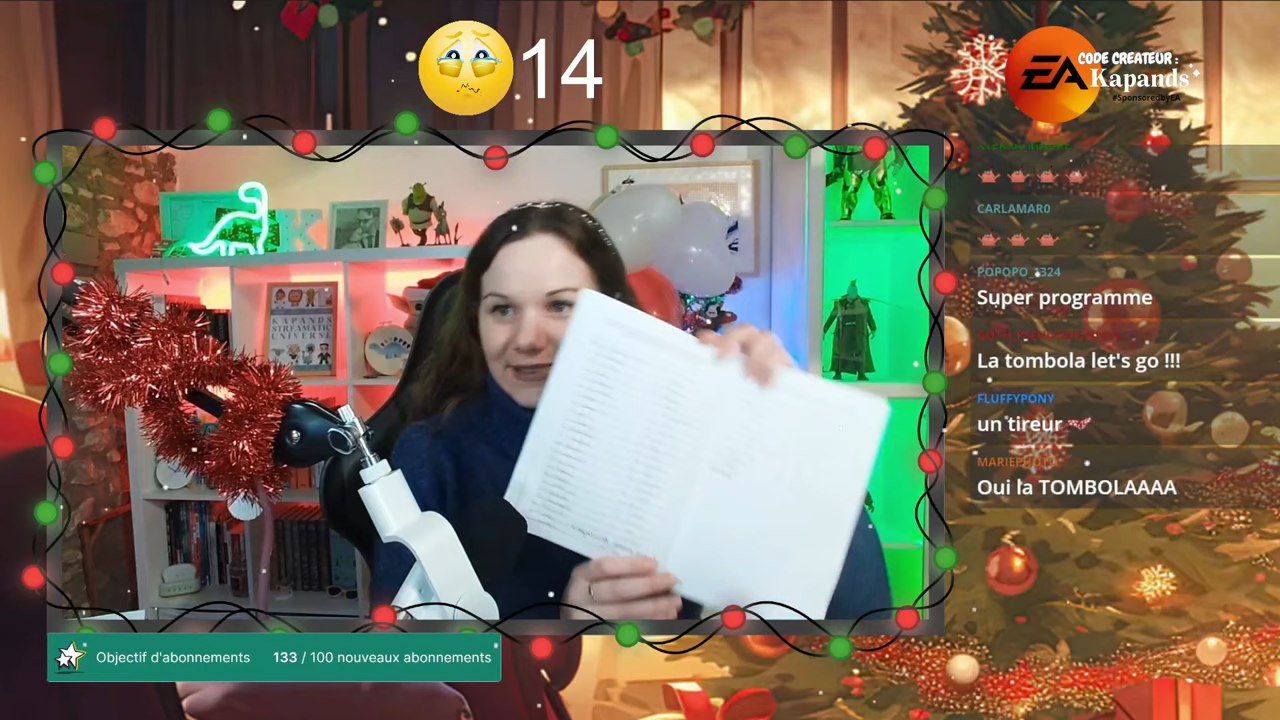 14
EA
CODE CREATEUR :
Kapands
#SponsoredbyEA
K
KAPANDS
STREAMATIC
UNIVERSE
CARLAMAR0
POPOPO_1324
Super programme
La tombola let's go !!!
FLUFFYPONY
un tireur
Oui la TOMBOLAAAA
Objectif d'abonnements 133 / 100 nouveaux abonnements